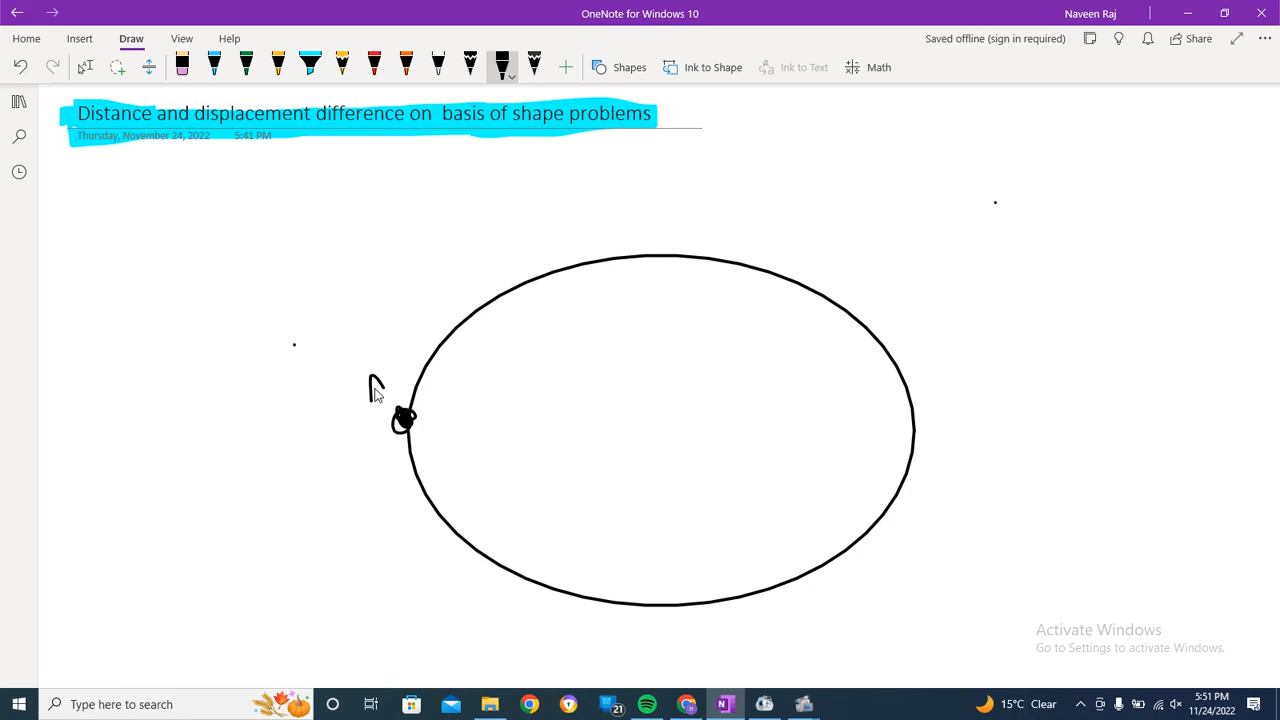 OneNote for Windows 10
Naveen Raj
Home Insert Draw View Help
Saved offline (sign in required)
Share
Shapes
Ink to Shape
Ink to Text
Math
Distance and displacement difference on basis of shape problems
Thursday, November 24, 2022 5:41 PM
Activate Windows
Go to Settings to activate Windows.
Type here to search
21
15°C Clear
5:51 PM
11/24/2022